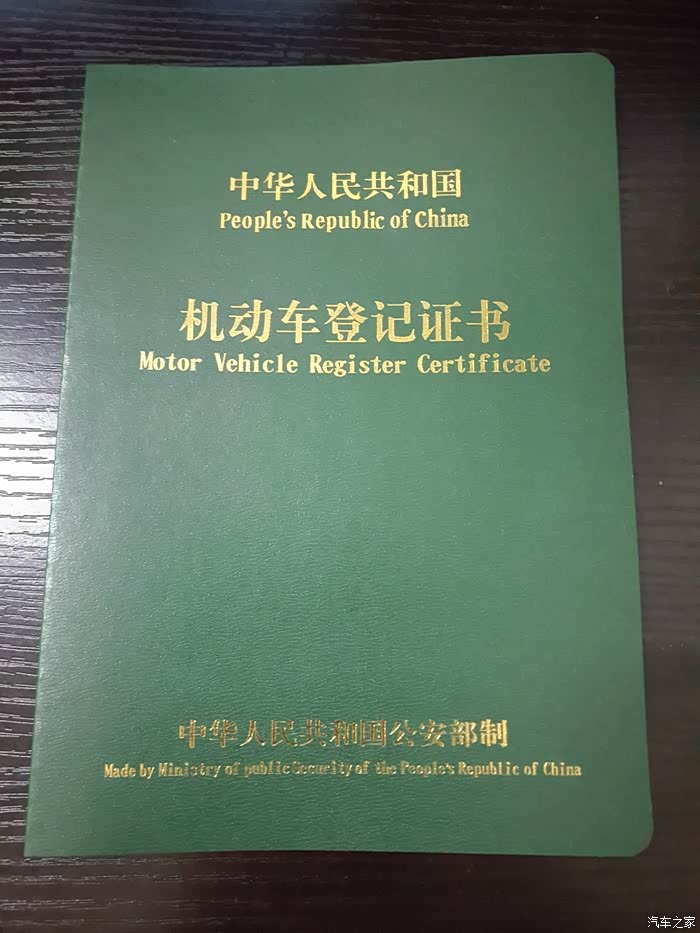 中华人民共和国
People's Republic of China
机动车登记证书
Motor Vehicle Register Certificate
中华人民共和国公安部制
Made by Ministry of public Security of the People's Republic of China
汽车之家